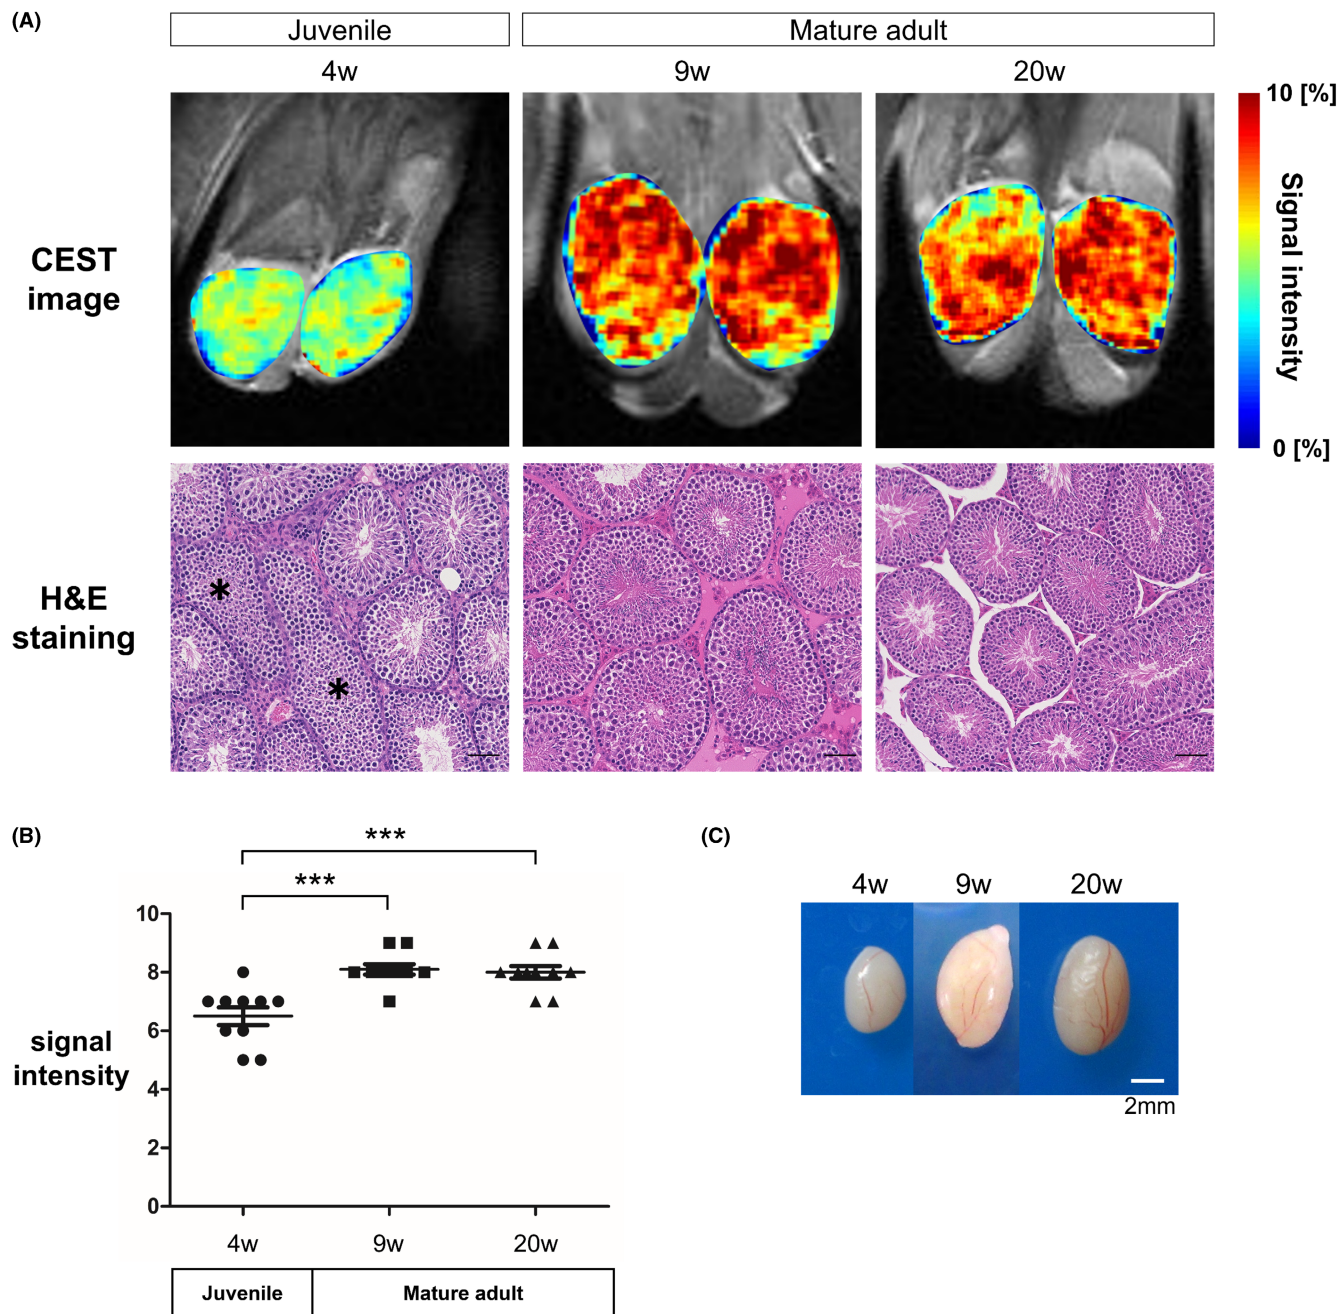 (A)
Juvenile
Mature adult
4w
9w
20w
CEST
image
10 [%]
Signal intensity
0 [%]
H&E
staining
*
*
(B)
***
***
signal
intensity
10
8
6
4
2
0
4w
9w
20w
Juvenile
Mature adult
(C)
4w
9w
20w
2mm